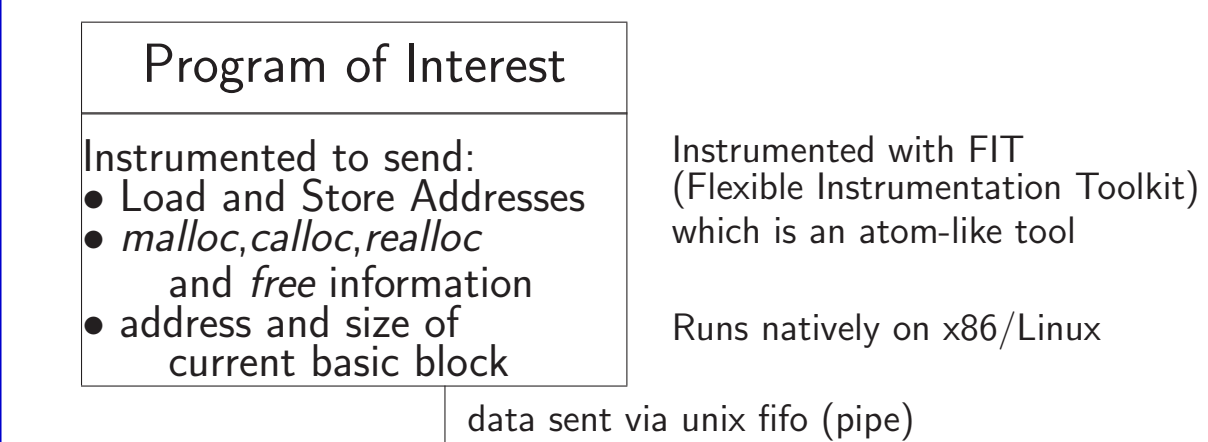 Program of Interest
Instrumented to send:
• Load and Store Addresses
• malloc,calloc,realloc
and free information
• address and size of
current basic block
Instrumented with FIT
(Flexible Instrumentation Toolkit)
which is an atom-like tool
Runs natively on x86/Linux
data sent via unix fifo (pipe)